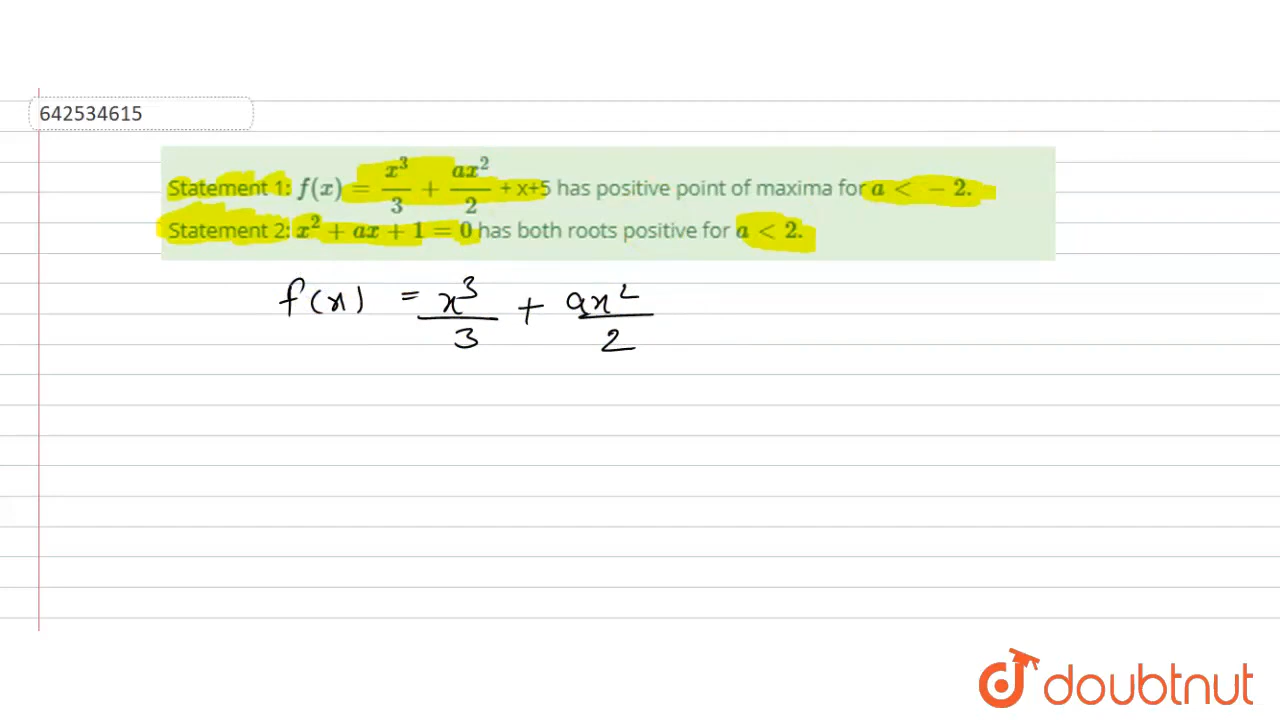 642534615
Statement 1: f(x) = x³/3 + ax²/2 + x+5 has positive point of maxima for a < − 2.
Statement 2: x² + ax + 1 = 0 has both roots positive for a < 2.
f(x) = x³/3 + ax²/2
doubtnut